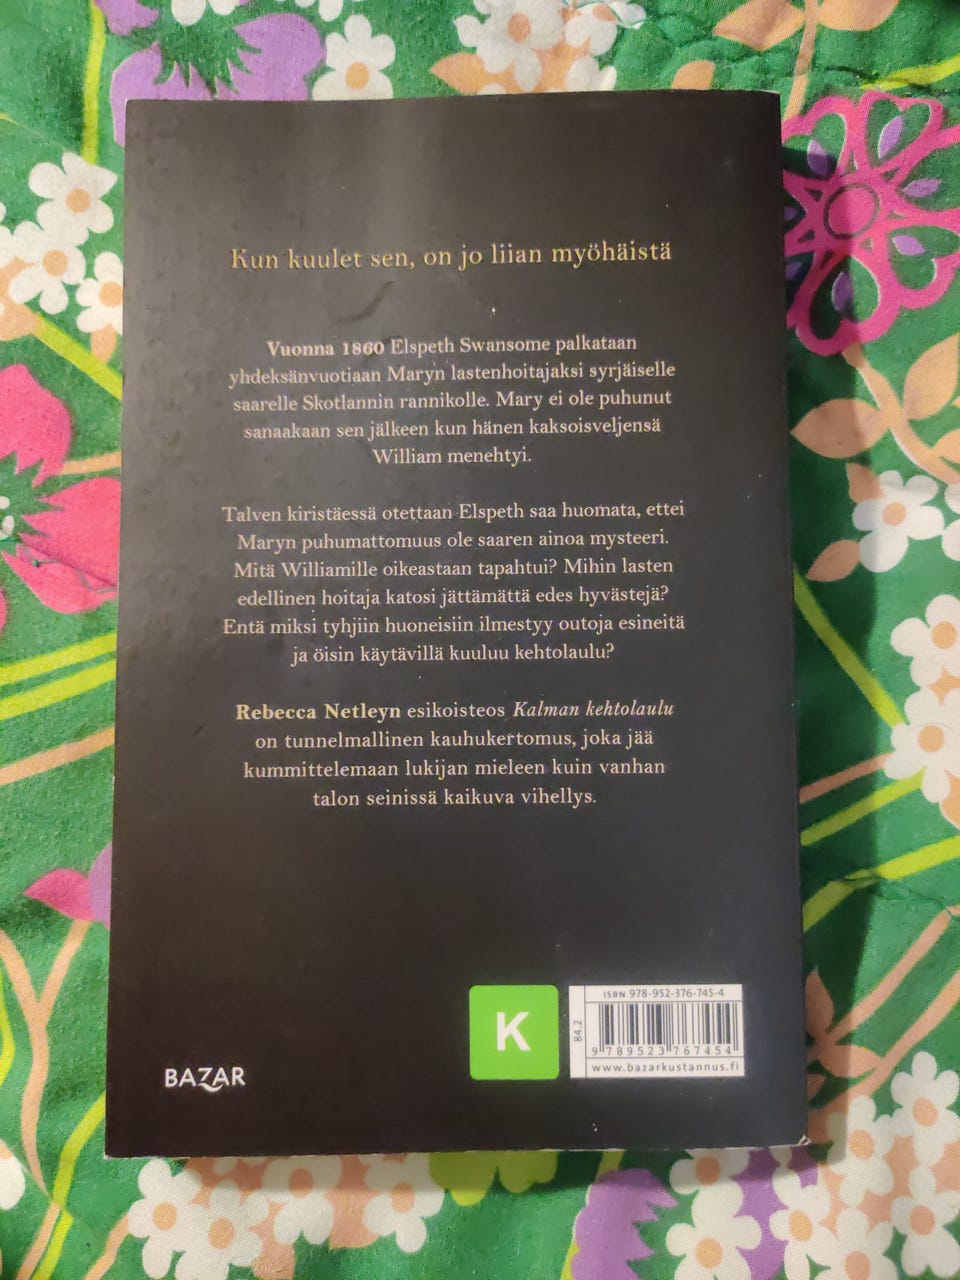 Kun kuulet sen, on jo liian myöhäistä
Vuonna 1860 Elspeth Swansome palkataan
yhdeksänvuotiaan Maryn lastenhoitajaksi syrjäiselle
saarelle Skotlannin rannikolle. Mary ei ole puhunut
sanaakaan sen jälkeen kun hänen kaksoisveljensä
William menehtyi.
Talven kiristäessä otettaan Elspeth saa huomata, ettei
Maryn puhumattomuus ole saaren ainoa mysteeri.
Mitä Williamille oikeastaan tapahtui? Mihin lasten
edellinen hoitaja katosi jättämättä edes hyvästejä?
Entä miksi tyhjiin huoneisiin ilmestyy outoja esineitä
ja öisin käytävillä kuuluu kehtolaulu?
Rebecca Netleyn esikoisteos Kalman kehtolaulu
on tunnelmallinen kauhukertomus, joka jää
kummittelemaan lukijan mieleen kuin vanhan
talon seinissä kaikuva vihellys.
BAZAR
K
84.2
ISBN 978-952-376-745-4
9 789523 767454
www.bazarkustannus.fi